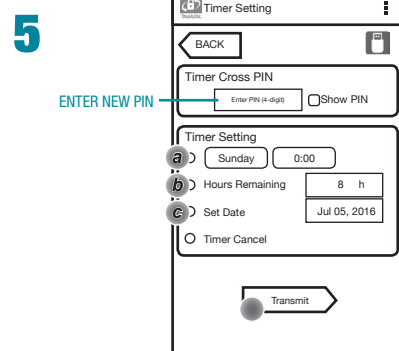 Timer Setting
5
BACK
Timer Cross PIN
ENTER NEW PIN
Enter PIN (4-digit) Show PIN
Timer Setting
a Sunday 0:00
b Hours Remaining 8 h
c Set Date Jul 05, 2016
Timer Cancel
Transmit